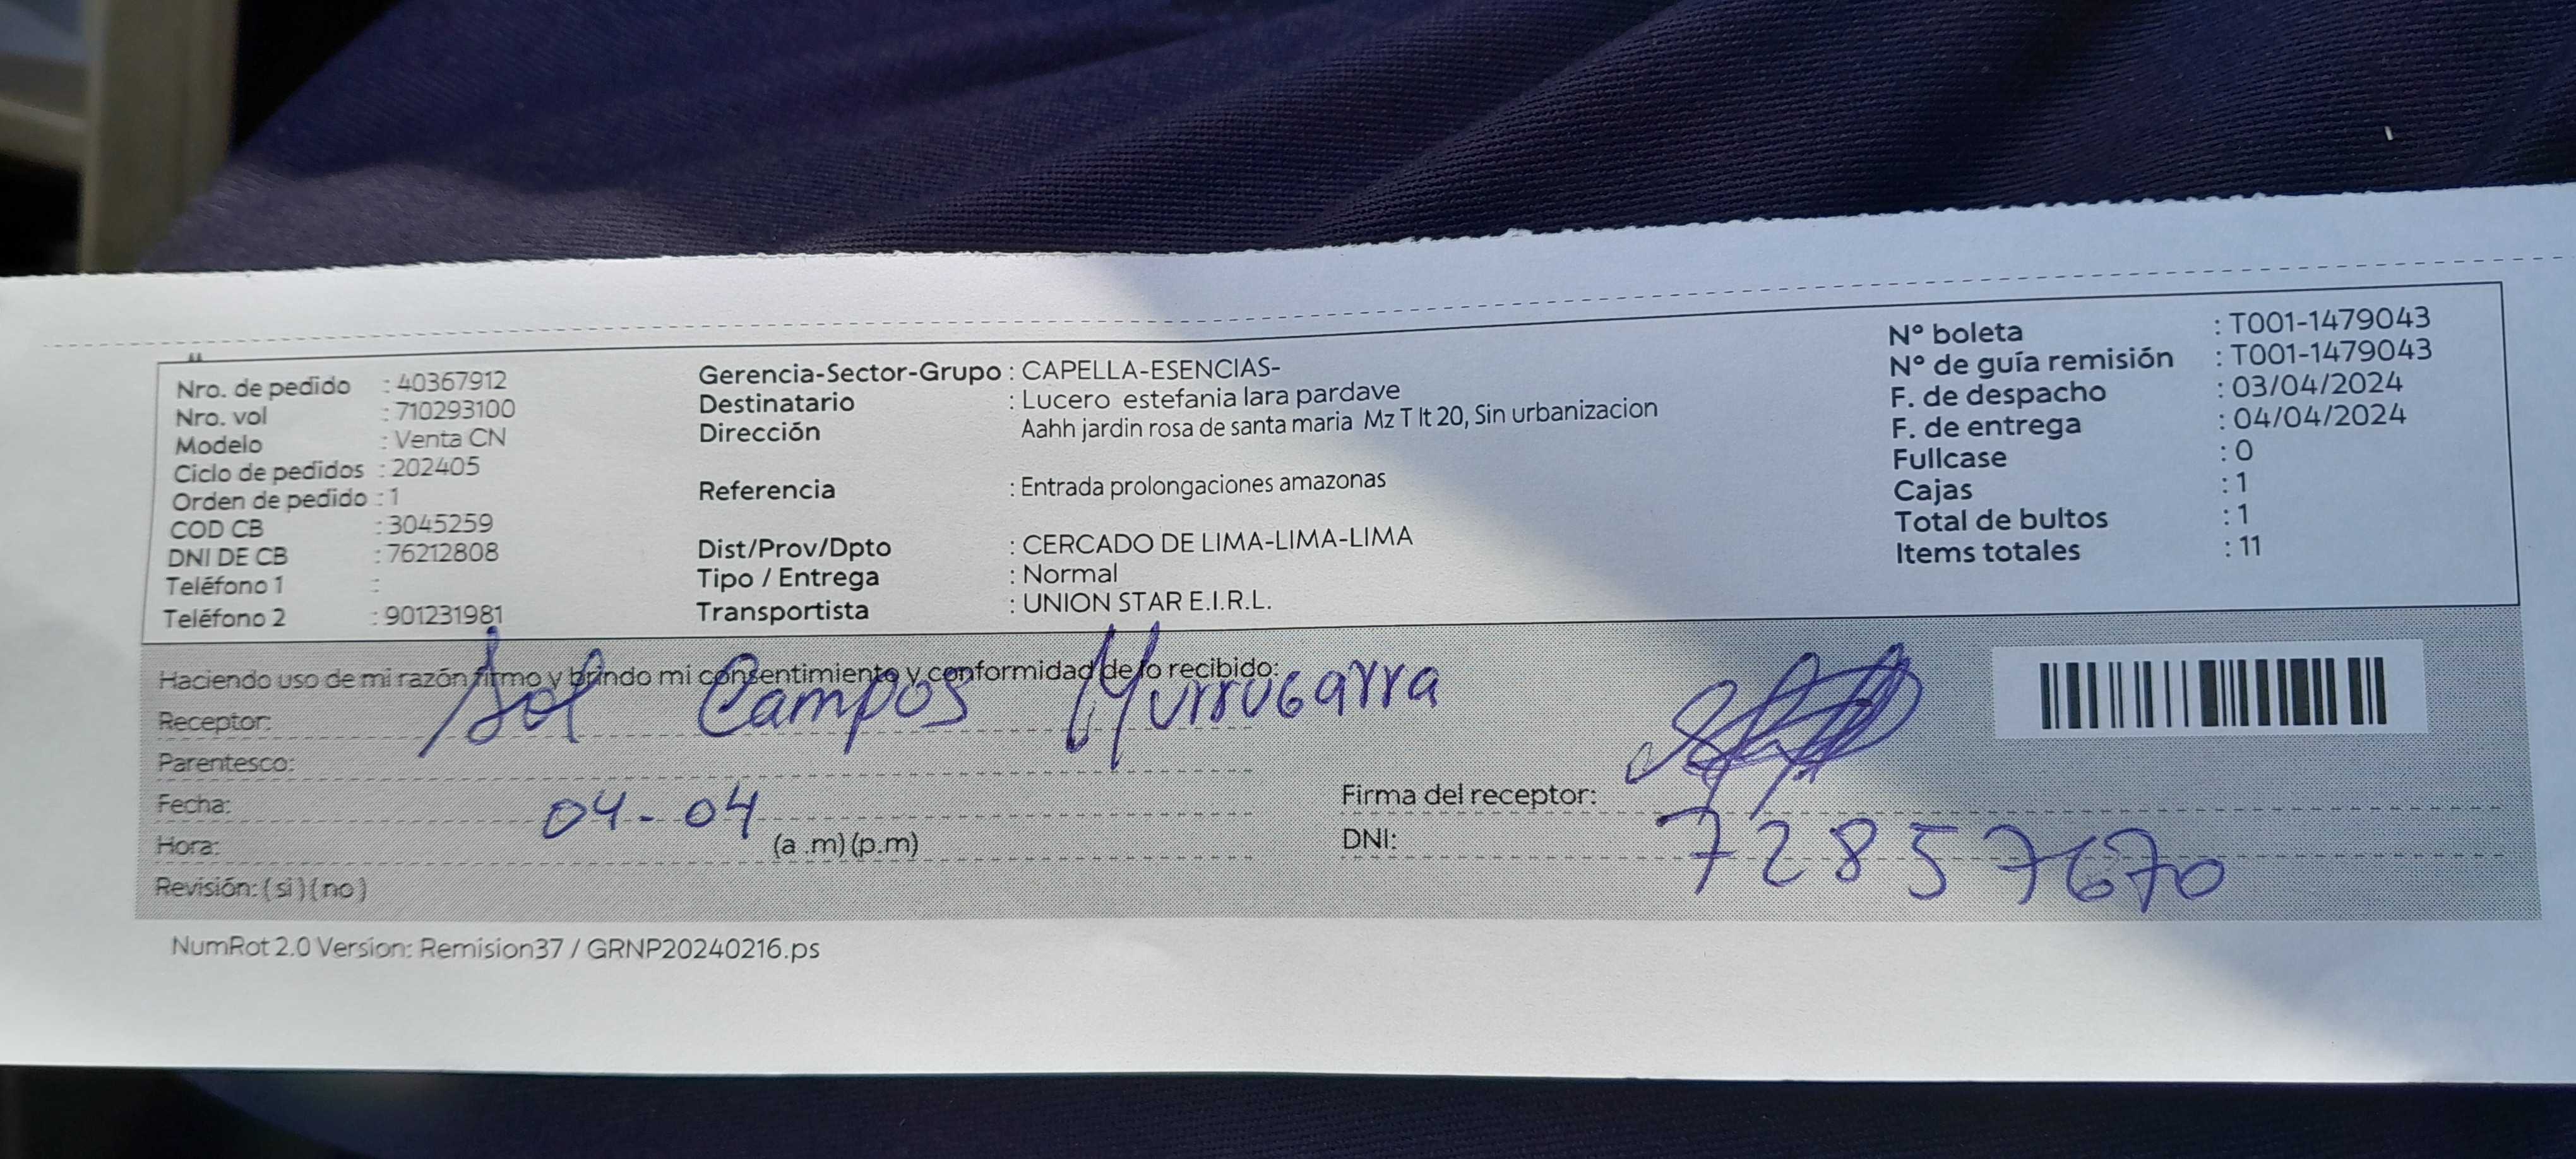 Nro. de pedido : 40367912
Nro. vol : 710293100
Modelo : Venta CN
Ciclo de pedidos : 202405
Orden de pedido : 1
COD CB : 3045259
DNI DE CB : 76212808
Teléfono 1 :
Teléfono 2 : 901231981
Gerencia-Sector-Grupo : CAPELLA-ESENCIAS-
Destinatario : Lucero estefania lara pardave
Dirección Aahh jardin rosa de santa maria Mz T lt 20, Sin urbanizacion
Referencia : Entrada prolongaciones amazonas
Dist/Prov/Dpto : CERCADO DE LIMA-LIMA-LIMA
Tipo / Entrega : Normal
Transportista : UNION STAR E.I.R.L.
N° boleta : T001-1479043
N° de guía remisión : T001-1479043
F. de despacho : 03/04/2024
F. de entrega : 04/04/2024
Fullcase : 0
Cajas : 1
Total de bultos : 1
Items totales : 11
Haciendo uso de mi razón firmo y brindo mi consentimiento y conformidad de lo recibido:
Receptor: Sol Campos Murrugarra
Parentesco:
Fecha: 04-04
Hora: (a .m) (p.m)
Revisión: ( si ) ( no )
Firma del receptor:
DNI: 72857670
NumRot 2.0 Version: Remision37 / GRNP20240216.ps